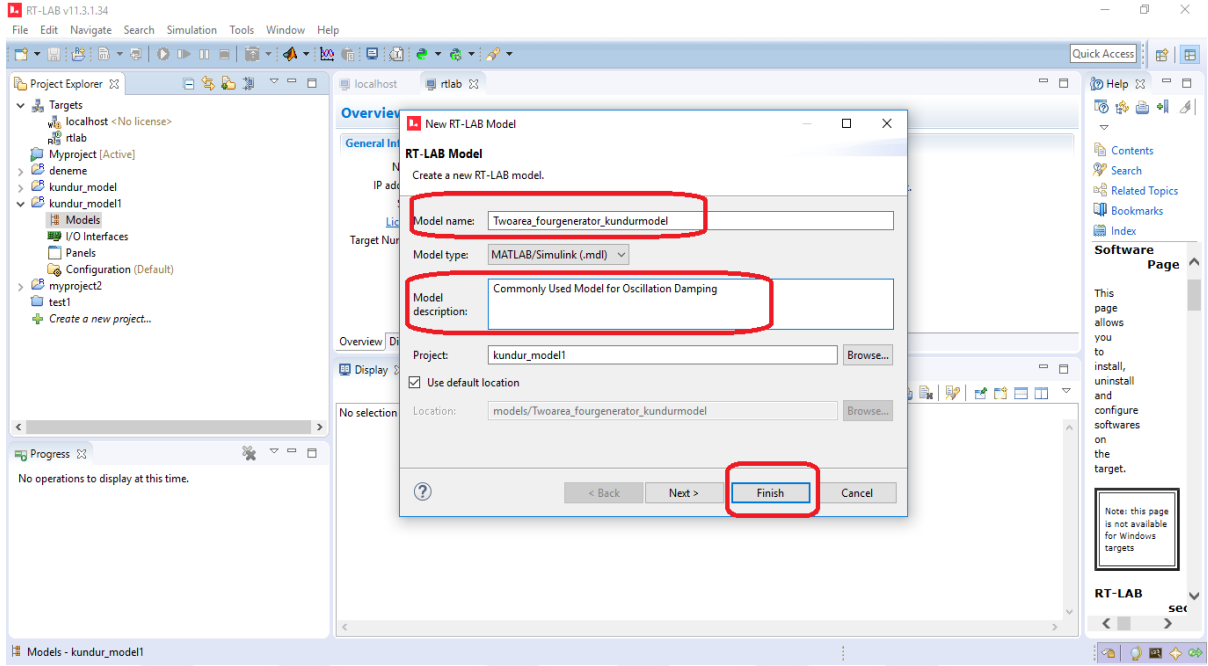 RT-LAB v11.3.1.34
File Edit Navigate Search Simulation Tools Window Help
Quick Access
Project Explorer
Targets
localhost <No license>
rtlab
Myproject [Active]
deneme
kundur_model
kundur_model1
Models
I/O Interfaces
Panels
Configuration (Default)
myproject2
test1
Create a new project...
Progress
No operations to display at this time.
localhost
rtlab
Overview
General Int
IP add
Lic
Target Nur
Overview Di
Display
No selection
New RT-LAB Model
RT-LAB Model
Create a new RT-LAB model.
Model name: Twoarea_fourgenerator_kundurmodel
Model type: MATLAB/Simulink (.mdl)
Model description:
Commonly Used Model for Oscillation Damping
Project: kundur_model1 Browse...
Use default location
Location: models/Twoarea_fourgenerator_kundurmodel Browse...
< Back Next > Finish Cancel
Help
Contents
Search
Related Topics
Bookmarks
Index
Software
Page
This
page
allows
you
to
install,
uninstall
and
configure
softwares
on
the
target.
Note: this page
is not available
for Windows
targets
RT-LAB
sec
Models - kundur_model1